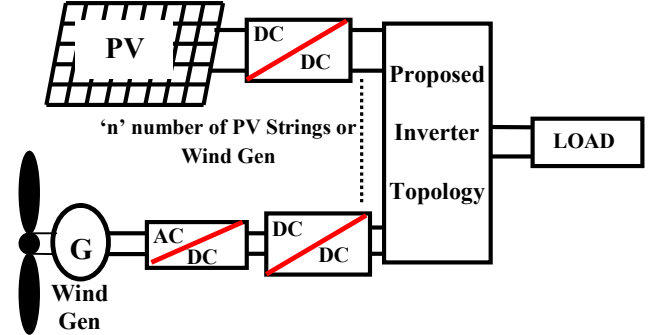 PV
DC
DC
Proposed
Inverter
Topology
LOAD
‘n’ number of PV Strings or
Wind Gen
G
AC
DC
DC
DC
Wind
Gen